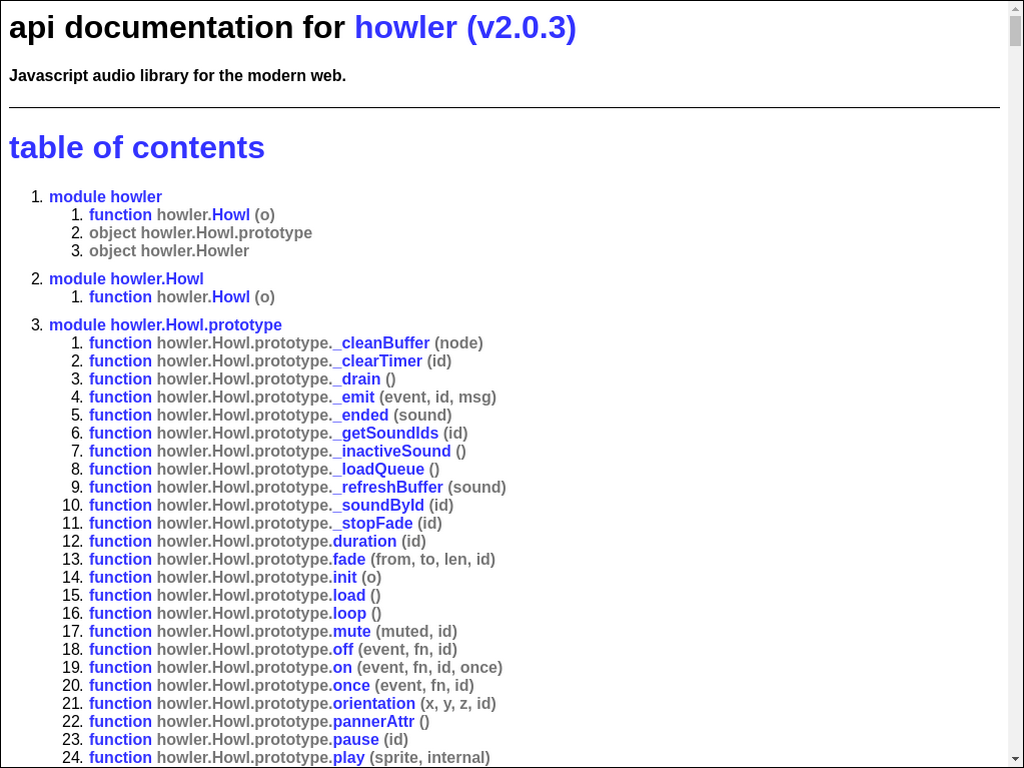 api documentation for howler (v2.0.3)
Javascript audio library for the modern web.
table of contents
1. module howler
1. function howler.Howl (o)
2. object howler.Howl.prototype
3. object howler.Howler
2. module howler.Howl
1. function howler.Howl (o)
3. module howler.Howl.prototype
1. function howler.Howl.prototype._cleanBuffer (node)
2. function howler.Howl.prototype._clearTimer (id)
3. function howler.Howl.prototype._drain ()
4. function howler.Howl.prototype._emit (event, id, msg)
5. function howler.Howl.prototype._ended (sound)
6. function howler.Howl.prototype._getSoundIds (id)
7. function howler.Howl.prototype._inactiveSound ()
8. function howler.Howl.prototype._loadQueue ()
9. function howler.Howl.prototype._refreshBuffer (sound)
10. function howler.Howl.prototype._soundById (id)
11. function howler.Howl.prototype._stopFade (id)
12. function howler.Howl.prototype.duration (id)
13. function howler.Howl.prototype.fade (from, to, len, id)
14. function howler.Howl.prototype.init (o)
15. function howler.Howl.prototype.load ()
16. function howler.Howl.prototype.loop ()
17. function howler.Howl.prototype.mute (muted, id)
18. function howler.Howl.prototype.off (event, fn, id)
19. function howler.Howl.prototype.on (event, fn, id, once)
20. function howler.Howl.prototype.once (event, fn, id)
21. function howler.Howl.prototype.orientation (x, y, z, id)
22. function howler.Howl.prototype.pannerAttr ()
23. function howler.Howl.prototype.pause (id)
24. function howler.Howl.prototype.play (sprite, internal)